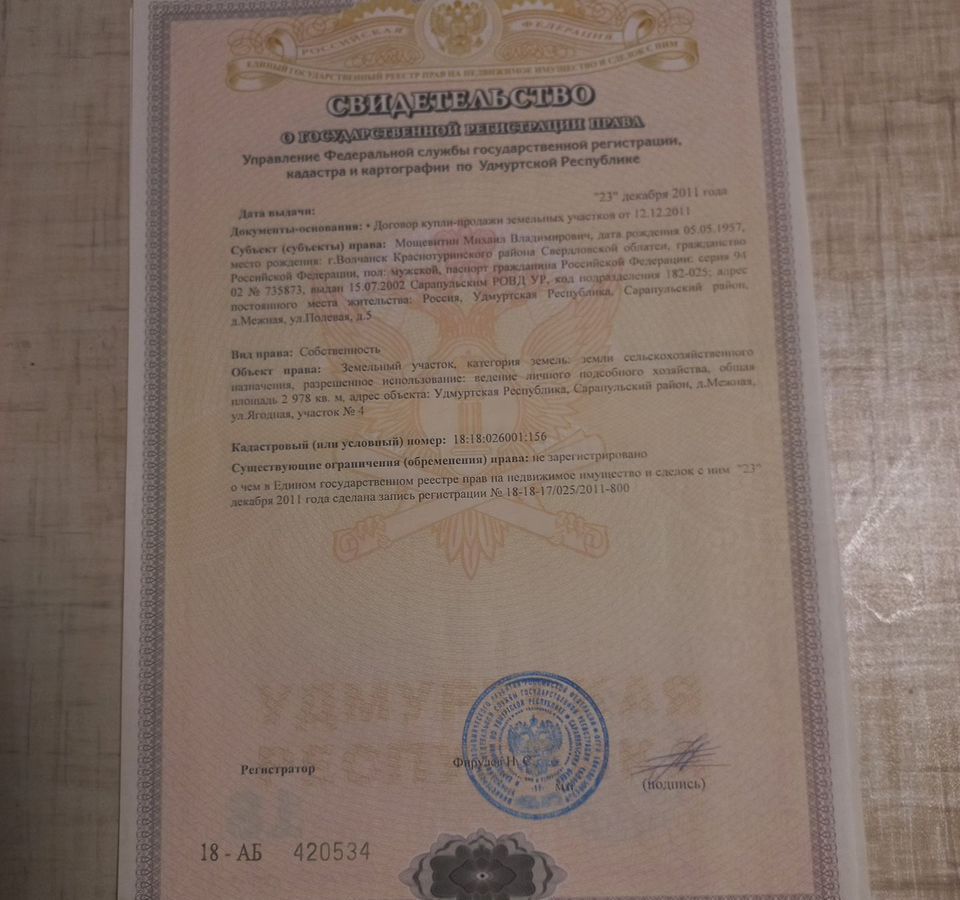 РОССИЙСКАЯ ФЕДЕРАЦИЯ
ЕДИНЫЙ ГОСУДАРСТВЕННЫЙ РЕЕСТР ПРАВ НА НЕДВИЖИМОЕ ИМУЩЕСТВО И СДЕЛОК С НИМ
СВИДЕТЕЛЬСТВО
О ГОСУДАРСТВЕННОЙ РЕГИСТРАЦИИ ПРАВА
Управление Федеральной службы государственной регистрации,
кадастра и картографии по Удмуртской Республике
Дата выдачи: "23" декабря 2011 года
Документы-основания: • Договор купли-продажи земельных участков от 12.12.2011
Субъект (субъекты) права: Мощевитин Михаил Владимирович, дата рождения 05.05.1957,
место рождения: г.Волчанск Краснотуринского района Свердловской облатси, гражданство
Российской Федерации, пол: мужской, паспорт гражданина Российской Федерации: серия 94
02 № 735873, выдан 15.07.2002 Сарапульским РОВД УР, код подразделения 182-025; адрес
постоянного места жительства: Россия, Удмуртская Республика, Сарапульский район,
д.Межная, ул.Полевая, д.5
Вид права: Собственность
Объект права: Земельный участок, категория земель: земли сельскохозяйственного
назначения, разрешенное использование: ведение личного подсобного хозяйства, общая
площадь 2 978 кв. м, адрес объекта: Удмуртская Республика, Сарапульский район, д.Межная,
ул.Ягодная, участок № 4
Кадастровый (или условный) номер: 18:18:026001:156
Существующие ограничения (обременения) права: не зарегистрировано
о чем в Едином государственном реестре прав на недвижимое имущество и сделок с ним "23"
декабря 2011 года сделана запись регистрации № 18-18-17/025/2011-800
Регистратор
(подпись)
18 - АБ 420534